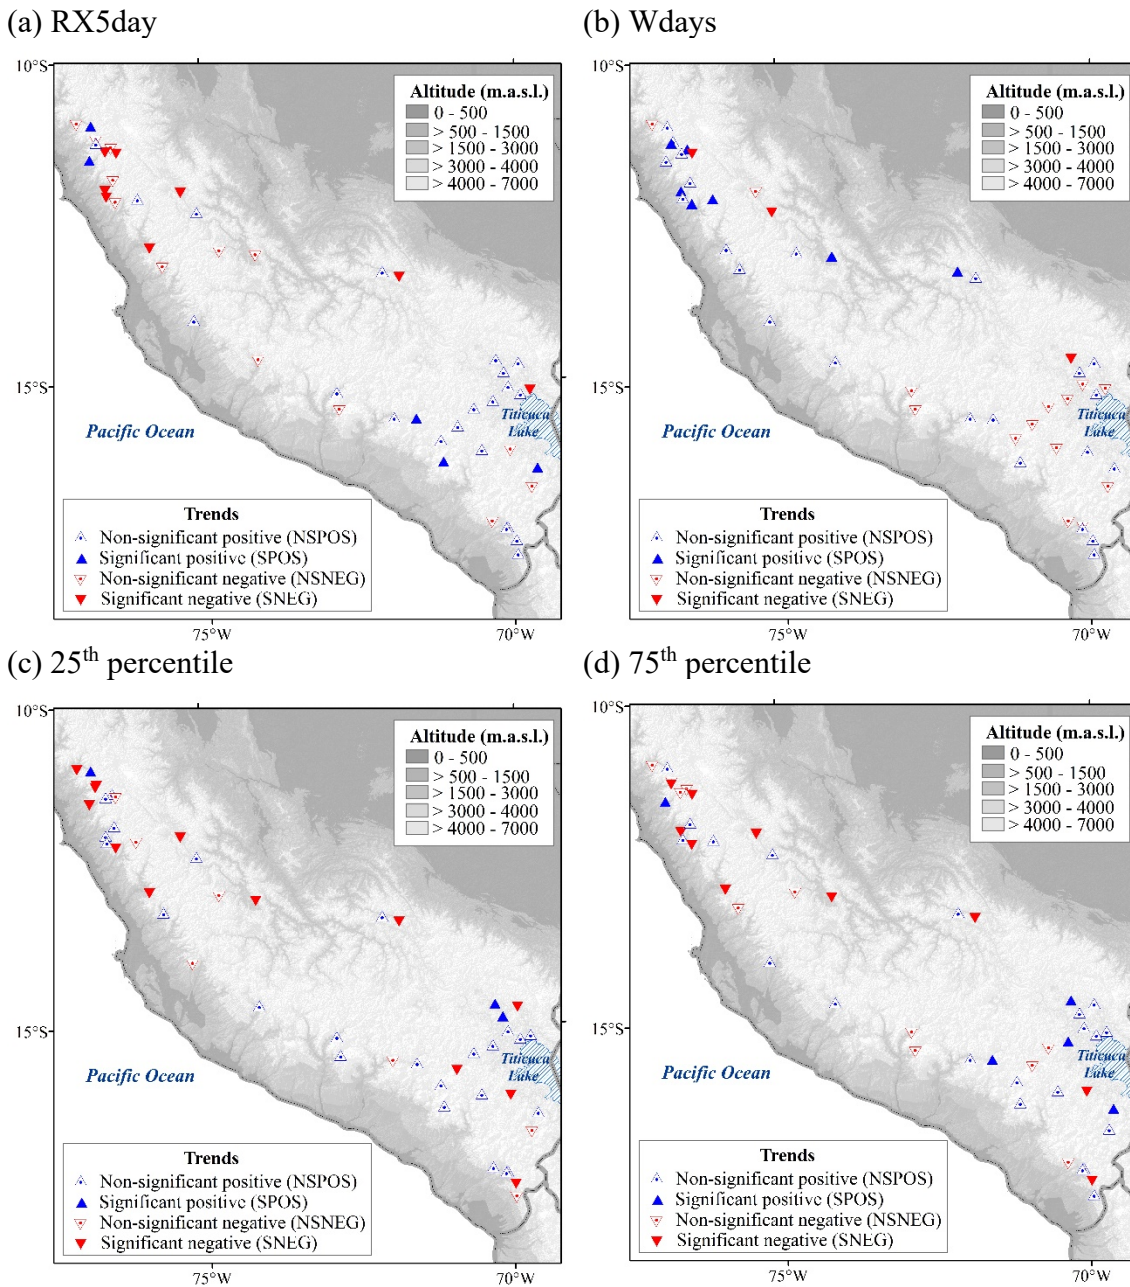 (a) RX5day
10°S
15°S
Altitude (m.a.s.l.)
0 - 500
> 500 - 1500
> 1500 - 3000
> 3000 - 4000
> 4000 - 7000
Titicuca
Lake
Pacific Ocean
Trends
Non-significant positive (NSPOS)
Significant positive (SPOS)
Non-significant negative (NSNEG)
Significant negative (SNEG)
75°W
70°W
(b) Wdays
10°S
15°S
Altitude (m.a.s.l.)
0 - 500
> 500 - 1500
> 1500 - 3000
> 3000 - 4000
> 4000 - 7000
Titicuca
Lake
Pacific Ocean
Trends
Non-significant positive (NSPOS)
Significant positive (SPOS)
Non-significant negative (NSNEG)
Significant negative (SNEG)
75°W
70°W
(c) 25th percentile
10°S
15°S
Altitude (m.a.s.l.)
0 - 500
> 500 - 1500
> 1500 - 3000
> 3000 - 4000
> 4000 - 7000
Titicuca
Lake
Pacific Ocean
Trends
Non-significant positive (NSPOS)
Significant positive (SPOS)
Non-significant negative (NSNEG)
Significant negative (SNEG)
75°W
70°W
(d) 75th percentile
10°S
15°S
Altitude (m.a.s.l.)
0 - 500
> 500 - 1500
> 1500 - 3000
> 3000 - 4000
> 4000 - 7000
Titicuca
Lake
Pacific Ocean
Trends
Non-significant positive (NSPOS)
Significant positive (SPOS)
Non-significant negative (NSNEG)
Significant negative (SNEG)
75°W
70°W